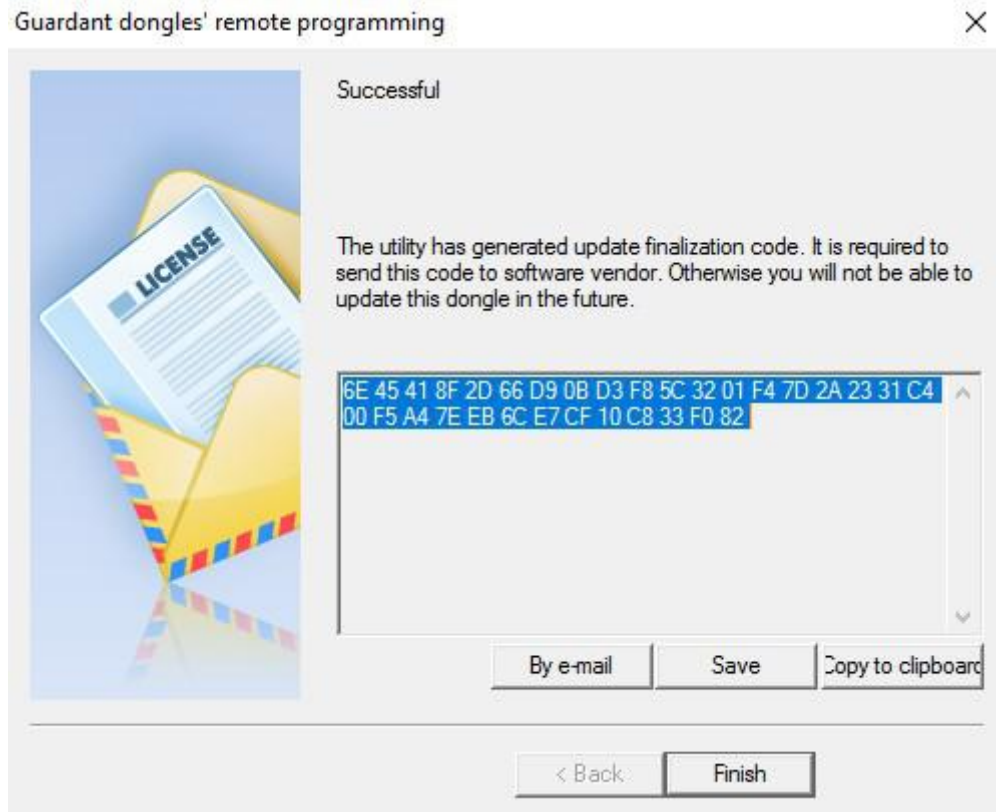 Guardant dongles' remote programming
Successful
LICENSE
The utility has generated update finalization code. It is required to
send this code to software vendor. Otherwise you will not be able to
update this dongle in the future.
6E 45 41 8F 2D 66 D9 0B D3 F8 5C 32 01 F4 7D 2A 23 31 C4
00 F5 A4 7E EB 6C E7 CF 10 C8 33 F0 82
By e-mail
Save
Copy to clipboard
< Back
Finish